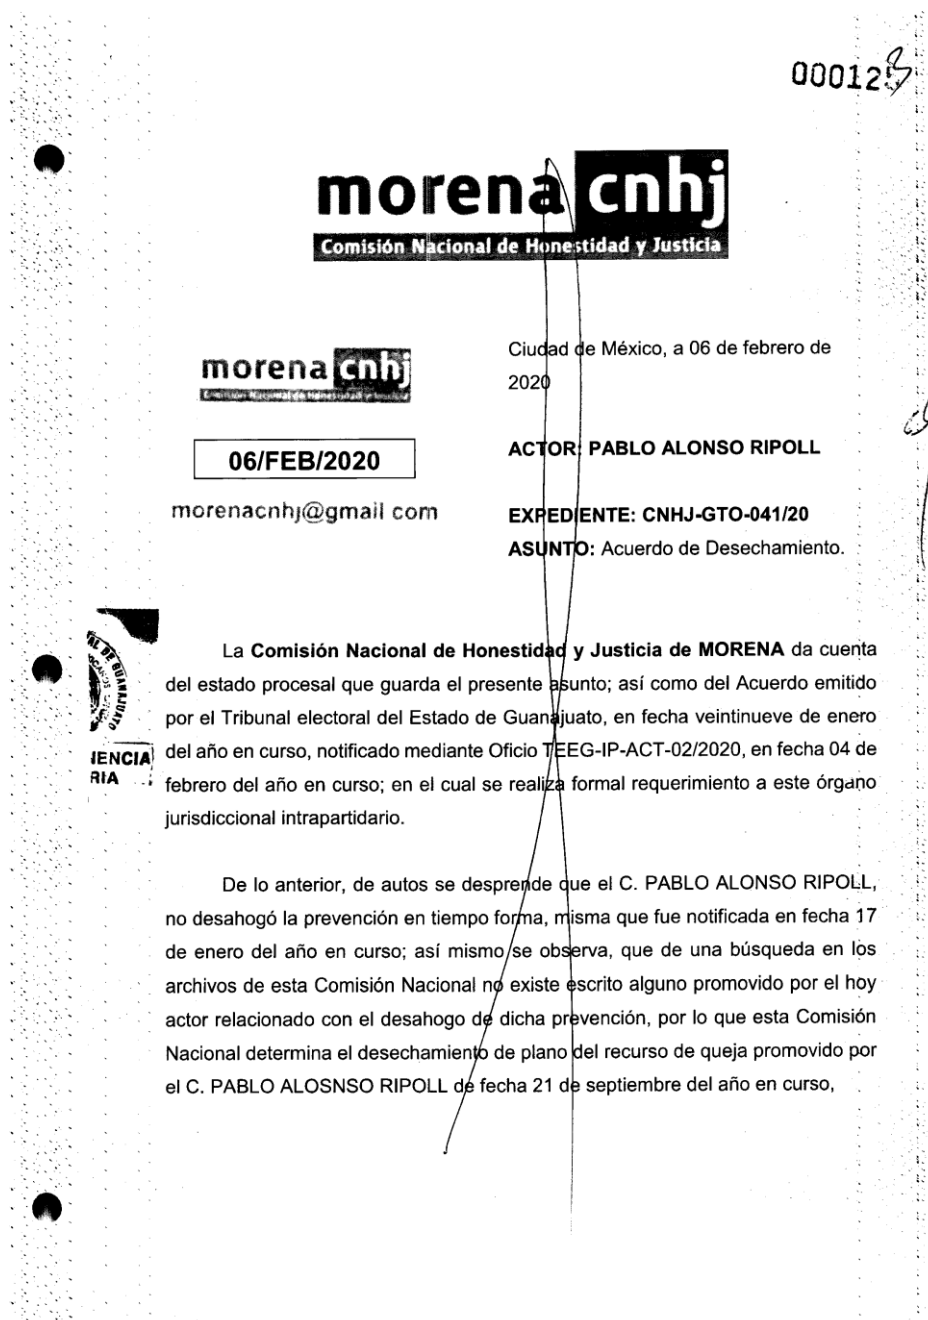 000123
morena cnhj
Comisión Nacional de Honestidad y Justicia
morena cnhj
Comisión Nacional de Honestidad y Justicia
06/FEB/2020
morenacnhj@gmail com
Ciudad de México, a 06 de febrero de
2020
ACTOR: PABLO ALONSO RIPOLL
EXPEDIENTE: CNHJ-GTO-041/20
ASUNTO: Acuerdo de Desechamiento.
DE GUANAJUATO
IENCIA
RIA
La Comisión Nacional de Honestidad y Justicia de MORENA da cuenta
del estado procesal que guarda el presente asunto; así como del Acuerdo emitido
por el Tribunal electoral del Estado de Guanajuato, en fecha veintinueve de enero
del año en curso, notificado mediante Oficio TEEG-IP-ACT-02/2020, en fecha 04 de
febrero del año en curso; en el cual se realiza formal requerimiento a este órgano
jurisdiccional intrapartidario.
De lo anterior, de autos se desprende que el C. PABLO ALONSO RIPOLL,
no desahogó la prevención en tiempo forma, misma que fue notificada en fecha 17
de enero del año en curso; así mismo se observa, que de una búsqueda en los
archivos de esta Comisión Nacional no existe escrito alguno promovido por el hoy
actor relacionado con el desahogo de dicha prevención, por lo que esta Comisión
Nacional determina el desechamiento de plano del recurso de queja promovido por
el C. PABLO ALOSNSO RIPOLL de fecha 21 de septiembre del año en curso,